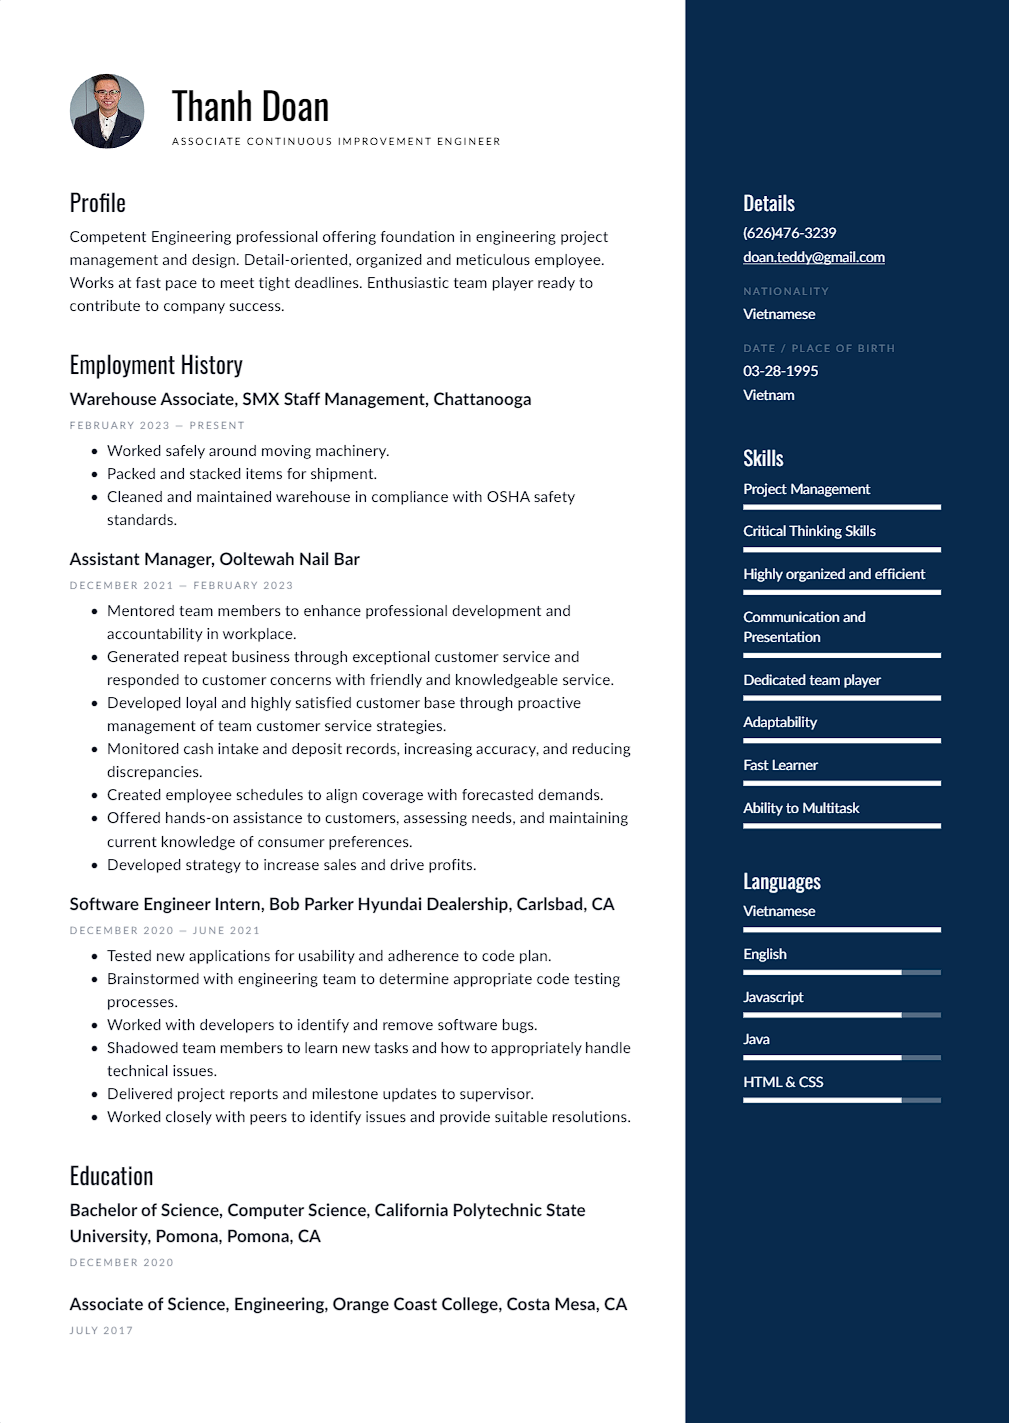 Thanh Doan
ASSOCIATE CONTINUOUS IMPROVEMENT ENGINEER
Profile
Competent Engineering professional offering foundation in engineering project
management and design. Detail-oriented, organized and meticulous employee.
Works at fast pace to meet tight deadlines. Enthusiastic team player ready to
contribute to company success.
Employment History
Warehouse Associate, SMX Staff Management, Chattanooga
FEBRUARY 2023 — PRESENT
• Worked safely around moving machinery.
• Packed and stacked items for shipment.
• Cleaned and maintained warehouse in compliance with OSHA safety
standards.
Assistant Manager, Ooltewah Nail Bar
DECEMBER 2021 — FEBRUARY 2023
• Mentored team members to enhance professional development and
accountability in workplace.
• Generated repeat business through exceptional customer service and
responded to customer concerns with friendly and knowledgeable service.
• Developed loyal and highly satisfied customer base through proactive
management of team customer service strategies.
• Monitored cash intake and deposit records, increasing accuracy, and reducing
discrepancies.
• Created employee schedules to align coverage with forecasted demands.
• Offered hands-on assistance to customers, assessing needs, and maintaining
current knowledge of consumer preferences.
• Developed strategy to increase sales and drive profits.
Software Engineer Intern, Bob Parker Hyundai Dealership, Carlsbad, CA
DECEMBER 2020 — JUNE 2021
• Tested new applications for usability and adherence to code plan.
• Brainstormed with engineering team to determine appropriate code testing
processes.
• Worked with developers to identify and remove software bugs.
• Shadowed team members to learn new tasks and how to appropriately handle
technical issues.
• Delivered project reports and milestone updates to supervisor.
• Worked closely with peers to identify issues and provide suitable resolutions.
Education
Bachelor of Science, Computer Science, California Polytechnic State
University, Pomona, Pomona, CA
DECEMBER 2020
Associate of Science, Engineering, Orange Coast College, Costa Mesa, CA
JULY 2017
Details
(626)476-3239
doan.teddy@gmail.com
NATIONALITY
Vietnamese
DATE / PLACE OF BIRTH
03-28-1995
Vietnam
Skills
Project Management
Critical Thinking Skills
Highly organized and efficient
Communication and
Presentation
Dedicated team player
Adaptability
Fast Learner
Ability to Multitask
Languages
Vietnamese
English
Javascript
Java
HTML & CSS